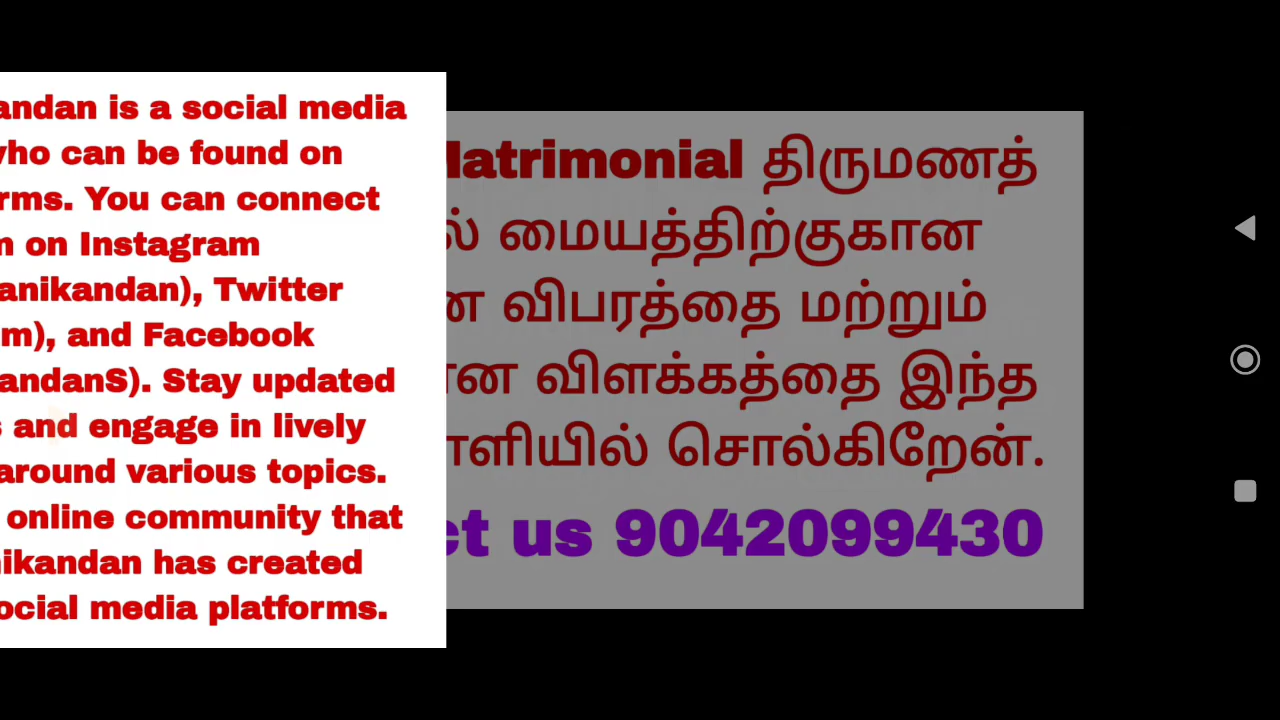 andan is a social media
who can be found on
rms. You can connect
n on Instagram
anikandan), Twitter
m), and Facebook
andanS). Stay updated
s and engage in lively
around various topics.
online community that
nikandan has created
ocial media platforms.
Matrimonial திருமணத்
ல் மையத்திற்குகான
ன விபரத்தை மற்றும்
ான விளக்கத்தை இந்த
ாளியில் சொல்கிறேன்.
ct us 9042099430